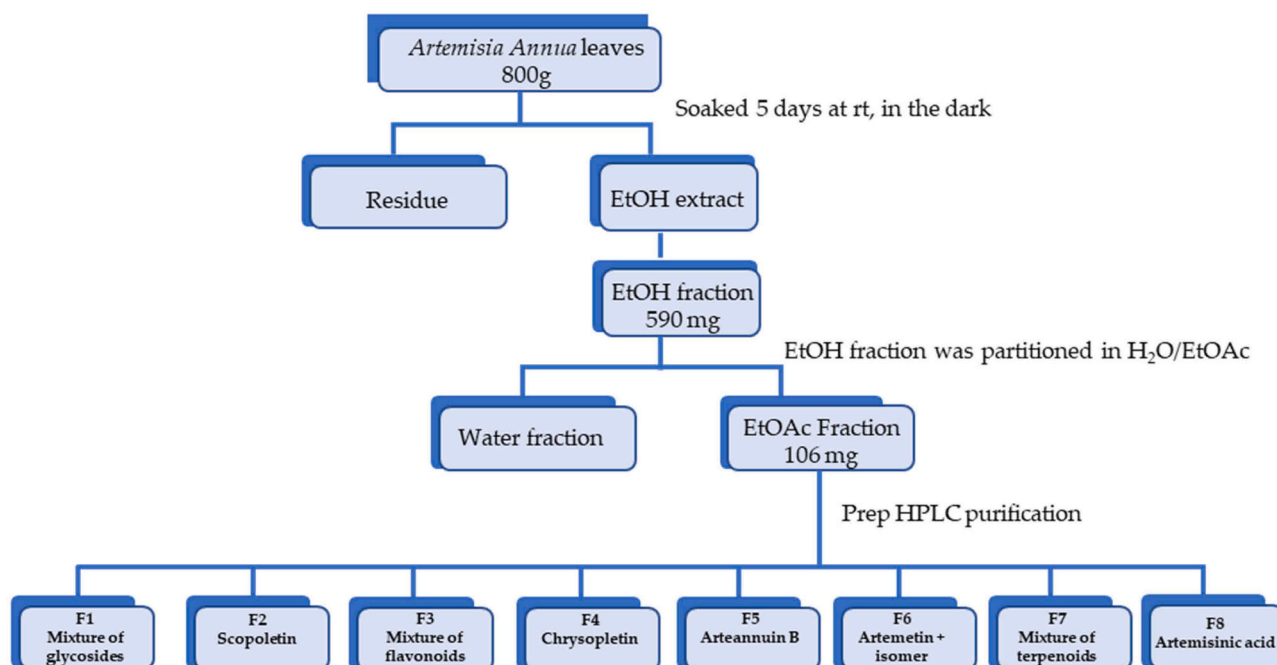 Artemisia Annua leaves
800g
Soaked 5 days at rt, in the dark
Residue
EtOH extract
EtOH fraction
590 mg
EtOH fraction was partitioned in H₂O/EtOAc
Water fraction
EtOAc Fraction
106 mg
Prep HPLC purification
F1
Mixture of
glycosides
F2
Scopoletin
F3
Mixture of
flavonoids
F4
Chrysopletin
F5
Arteannuin B
F6
Artemetin +
isomer
F7
Mixture of
terpenoids
F8
Artemisinic acid